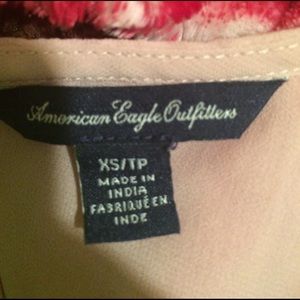 American Eagle Outfitters
XS/TP
MADE IN
INDIA
FABRIQUÉ EN
INDE